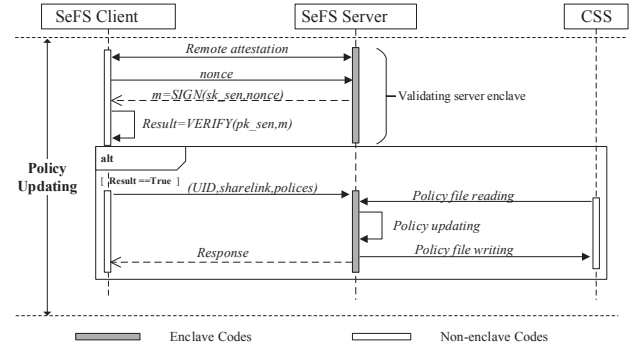 SeFS Client
SeFS Server
CSS
Remote attestation
nonce
m=SIGN(sk_sen,nonce)
Validating server enclave
Result=VERIFY(pk_sen,m)
Policy
Updating
alt
[ Result ==True ]
(UID,sharelink,polices)
Policy file reading
Policy updating
Response
Policy file writing
Enclave Codes
Non-enclave Codes